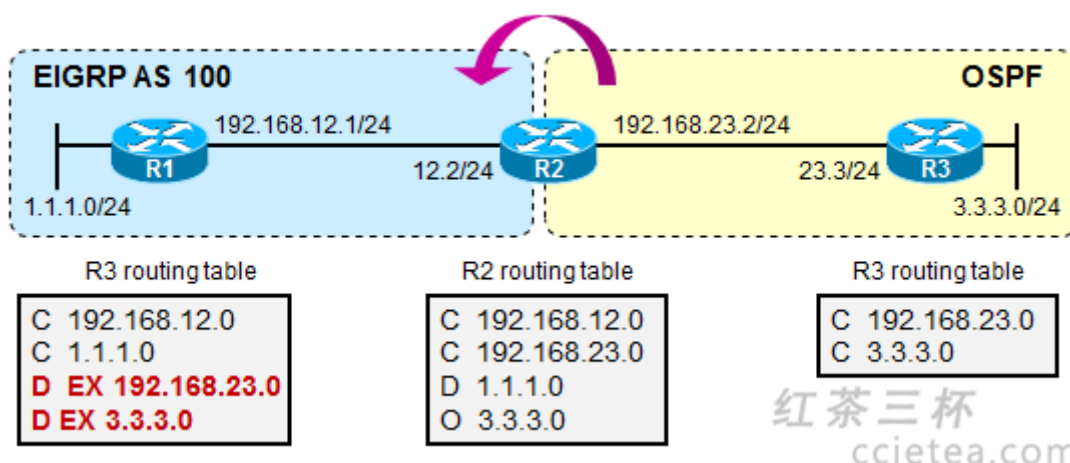 EIGRP AS 100
OSPF
192.168.12.1/24
192.168.23.2/24
R1
R2
R3
12.2/24
23.3/24
1.1.1.0/24
3.3.3.0/24
R3 routing table
C 192.168.12.0
C 1.1.1.0
D EX 192.168.23.0
D EX 3.3.3.0
R2 routing table
C 192.168.12.0
C 192.168.23.0
D 1.1.1.0
O 3.3.3.0
R3 routing table
C 192.168.23.0
C 3.3.3.0
红茶三杯
ccietea.com